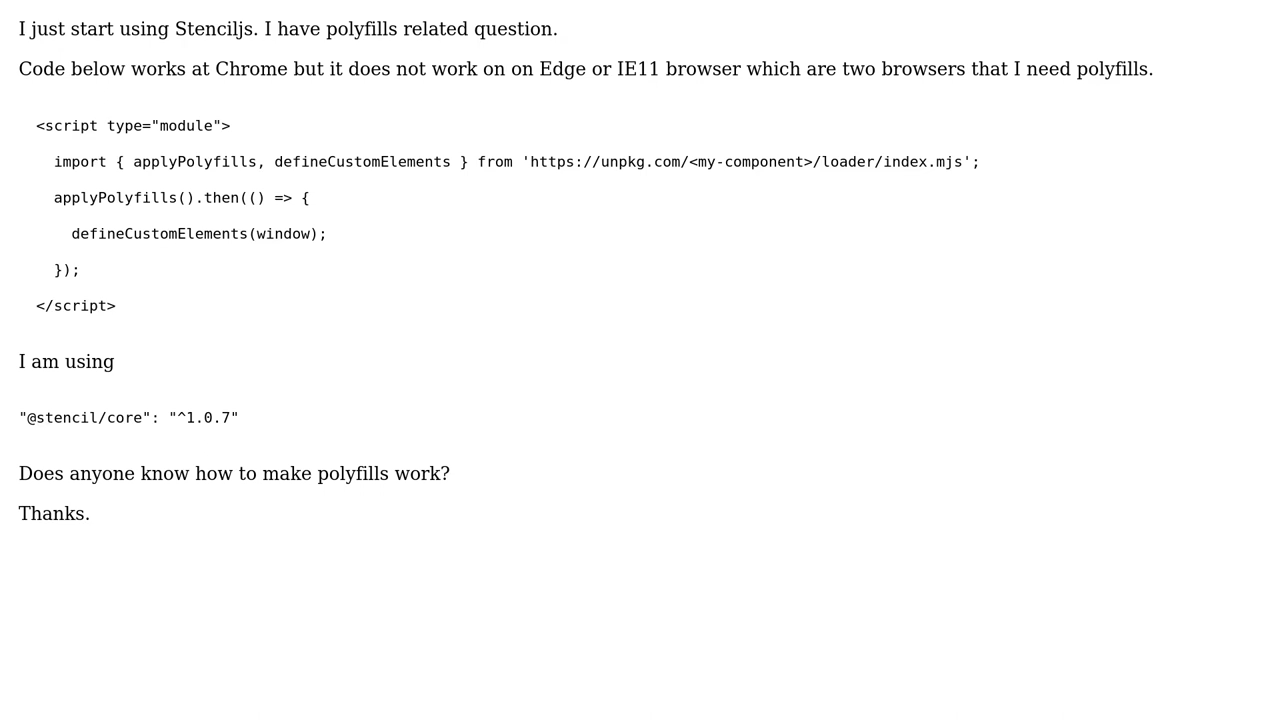 I just start using Stenciljs. I have polyfills related question.
Code below works at Chrome but it does not work on on Edge or IE11 browser which are two browsers that I need polyfills.
<script type="module">
import { applyPolyfills, defineCustomElements } from 'https://unpkg.com/<my-component>/loader/index.mjs';
applyPolyfills().then(() => {
defineCustomElements(window);
});
</script>
I am using
"@stencil/core": "^1.0.7"
Does anyone know how to make polyfills work?
Thanks.